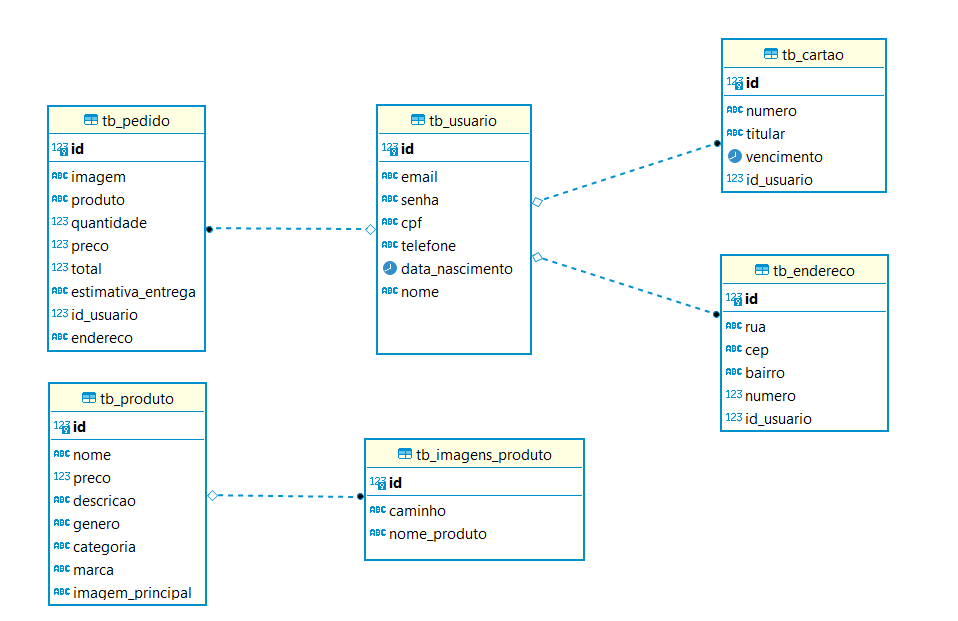 tb_pedido
123 id
ABC imagem
ABC produto
123 quantidade
123 preco
123 total
ABC estimativa_entrega
123 id_usuario
ABC endereco
tb_usuario
123 id
ABC email
ABC senha
ABC cpf
ABC telefone
data_nascimento
ABC nome
tb_cartao
123 id
ABC numero
ABC titular
vencimento
123 id_usuario
tb_endereco
123 id
ABC rua
ABC cep
ABC bairro
123 numero
123 id_usuario
tb_produto
123 id
ABC nome
123 preco
ABC descricao
ABC genero
ABC categoria
ABC marca
ABC imagem_principal
tb_imagens_produto
123 id
ABC caminho
ABC nome_produto